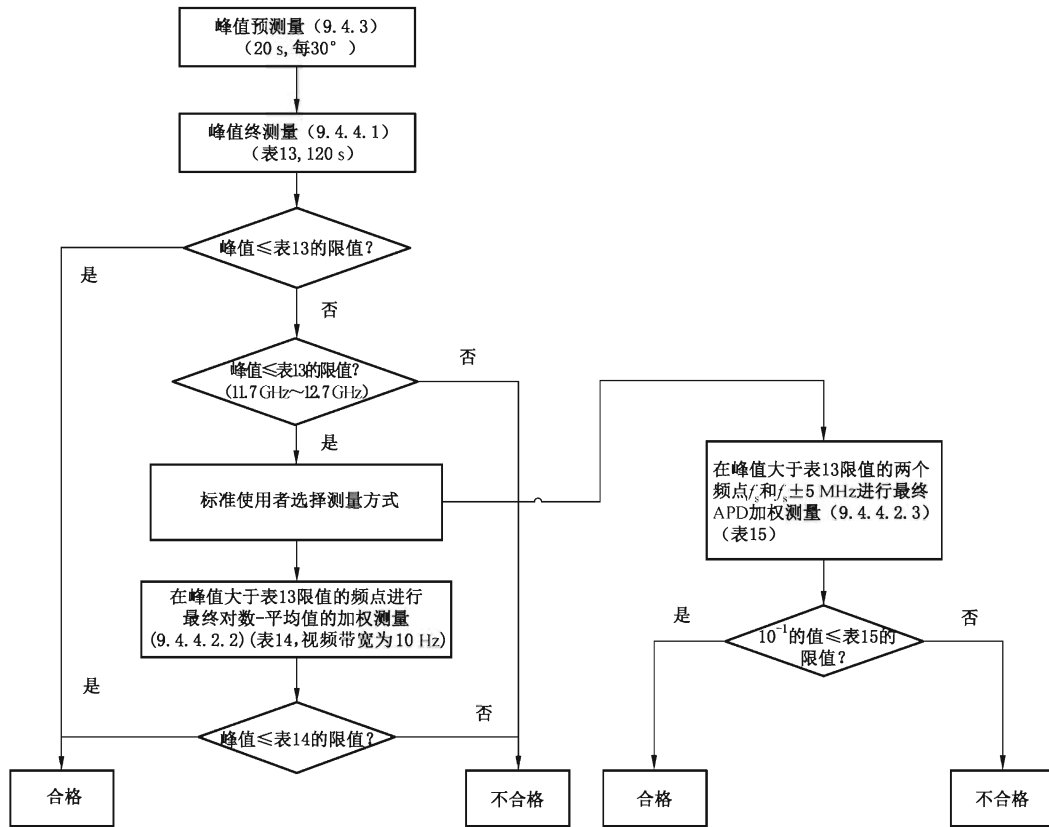 峰值预测量（9.4.3）
（20 s,每30°）
峰值终测量（9.4.4.1）
（表13,120 s）
峰值≤表13的限值?
是
否
峰值≤表13的限值?
(11.7 GHz～12.7 GHz)
否
是
标准使用者选择测量方式
在峰值大于表13限值的两个
频点fs和fs±5 MHz进行最终
APD加权测量（9.4.4.2.3）
（表15）
在峰值大于表13限值的频点进行
最终对数-平均值的加权测量
(9.4.4.2.2)(表14,视频带宽为10 Hz)
是
否
10⁻¹的值≤表15的
限值?
是
否
峰值≤表14的限值?
合格
不合格
合格
不合格